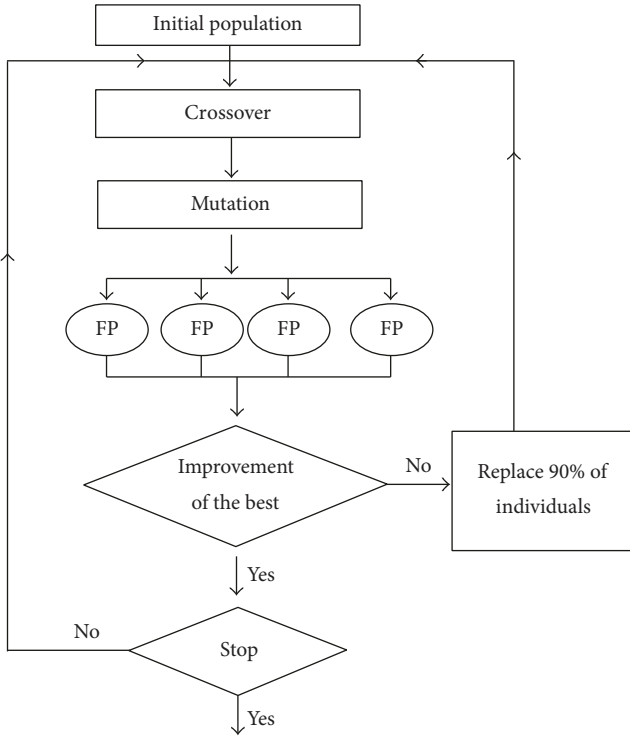 Initial population
Crossover
Mutation
FP
FP
FP
FP
Improvement
of the best
No
Replace 90% of
individuals
Yes
No
Stop
Yes